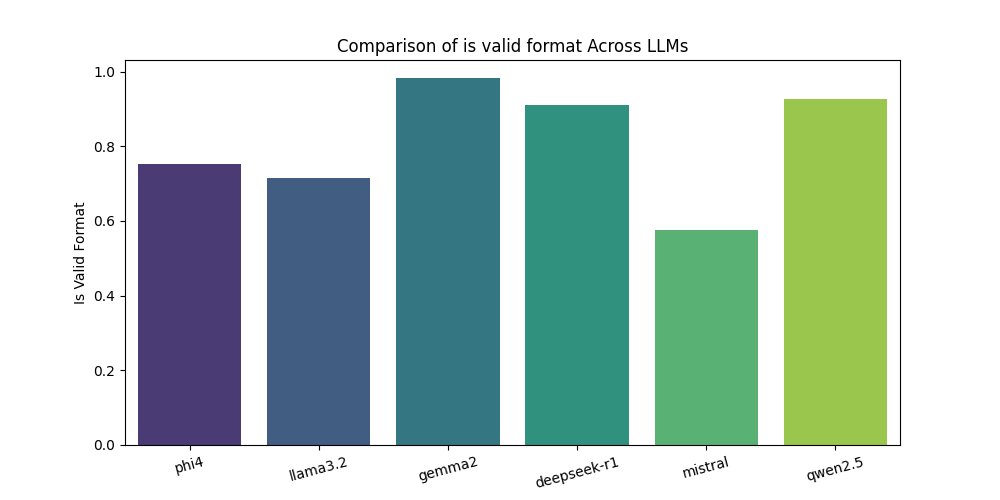 Comparison of is valid format Across LLMs
Is Valid Format
1.0
0.8
0.6
0.4
0.2
0.0
phi4
llama3.2
gemma2
deepseek-r1
mistral
qwen2.5